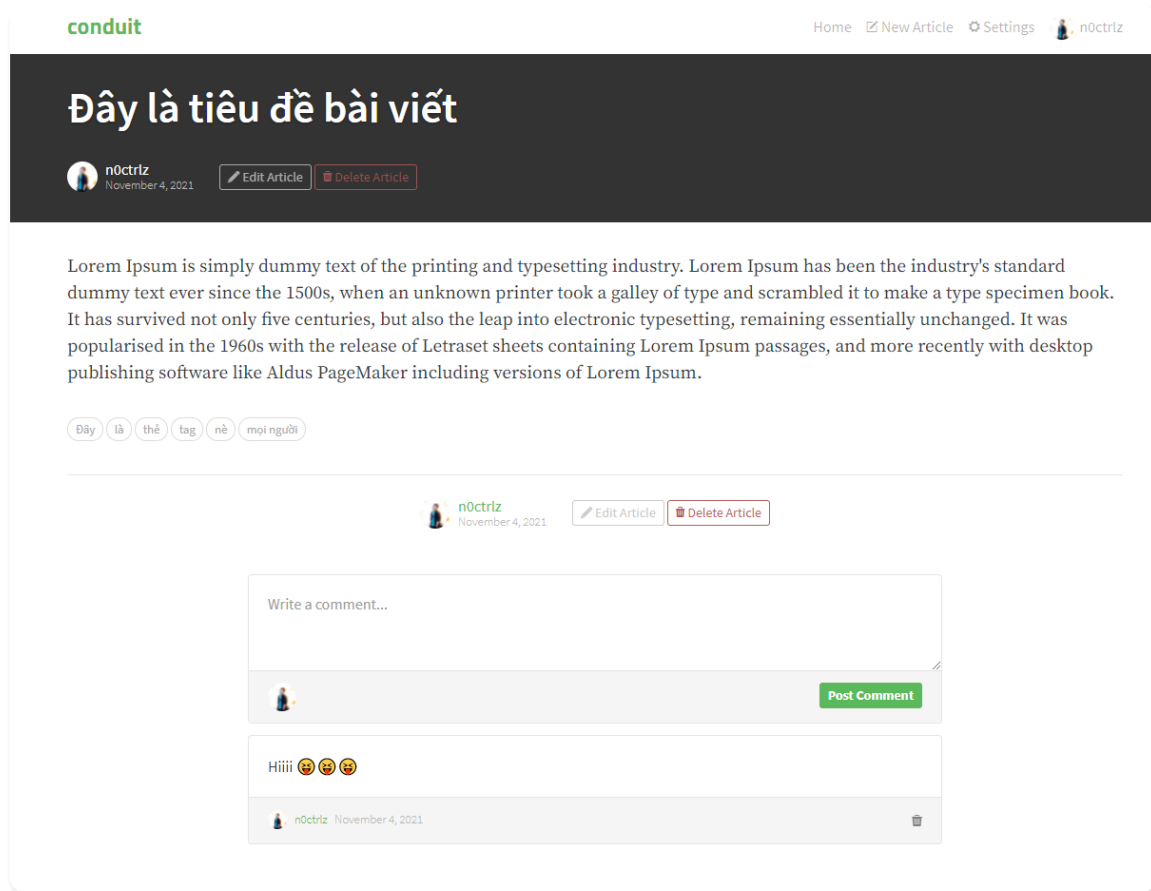 conduit
Home New Article Settings n0ctrlz
Đây là tiêu đề bài viết
n0ctrlz
November 4, 2021
Edit Article Delete Article
Lorem Ipsum is simply dummy text of the printing and typesetting industry. Lorem Ipsum has been the industry's standard
dummy text ever since the 1500s, when an unknown printer took a galley of type and scrambled it to make a type specimen book.
It has survived not only five centuries, but also the leap into electronic typesetting, remaining essentially unchanged. It was
popularised in the 1960s with the release of Letraset sheets containing Lorem Ipsum passages, and more recently with desktop
publishing software like Aldus PageMaker including versions of Lorem Ipsum.
Đây là thẻ tag nè mọi người
n0ctrlz
November 4, 2021
Edit Article Delete Article
Write a comment...
Post Comment
Hiiii 😝😝😝
n0ctrlz November 4, 2021